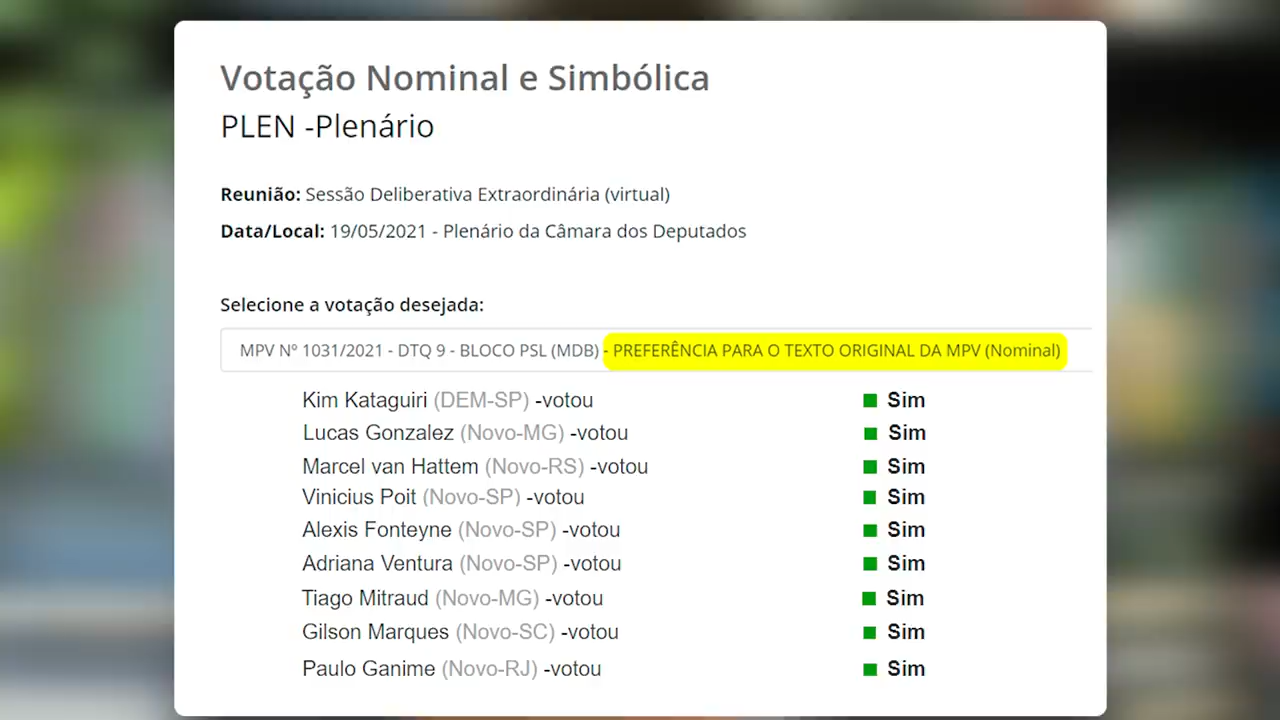 Votação Nominal e Simbólica
PLEN -Plenário
Reunião: Sessão Deliberativa Extraordinária (virtual)
Data/Local: 19/05/2021 - Plenário da Câmara dos Deputados
Selecione a votação desejada:
MPV Nº 1031/2021 - DTQ 9 - BLOCO PSL (MDB) - PREFERÊNCIA PARA O TEXTO ORIGINAL DA MPV (Nominal)
Kim Kataguiri (DEM-SP) -votou Sim
Lucas Gonzalez (Novo-MG) -votou Sim
Marcel van Hattem (Novo-RS) -votou Sim
Vinicius Poit (Novo-SP) -votou Sim
Alexis Fonteyne (Novo-SP) -votou Sim
Adriana Ventura (Novo-SP) -votou Sim
Tiago Mitraud (Novo-MG) -votou Sim
Gilson Marques (Novo-SC) -votou Sim
Paulo Ganime (Novo-RJ) -votou Sim